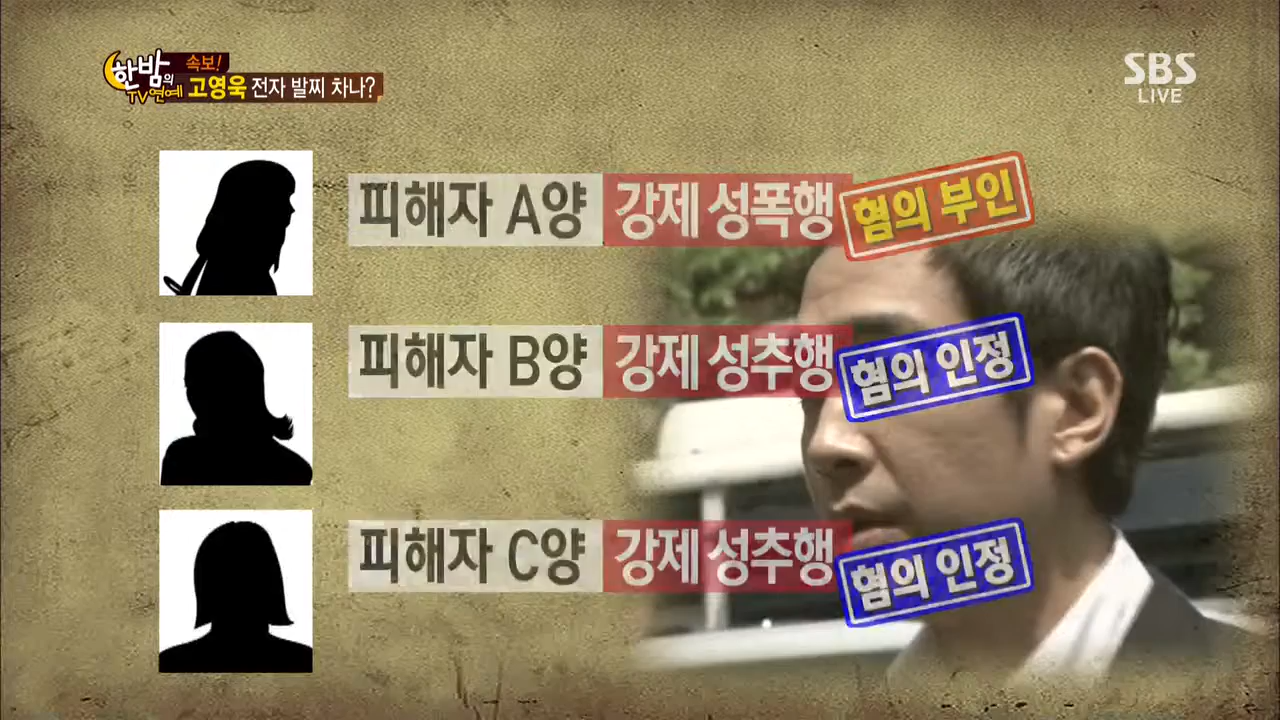 한밤의
TV연예
속보!
고영욱 전자 발찌 차나?
SBS
LIVE
피해자 A양 강제 성폭행 혐의 부인
피해자 B양 강제 성추행 혐의 인정
피해자 C양 강제 성추행 혐의 인정